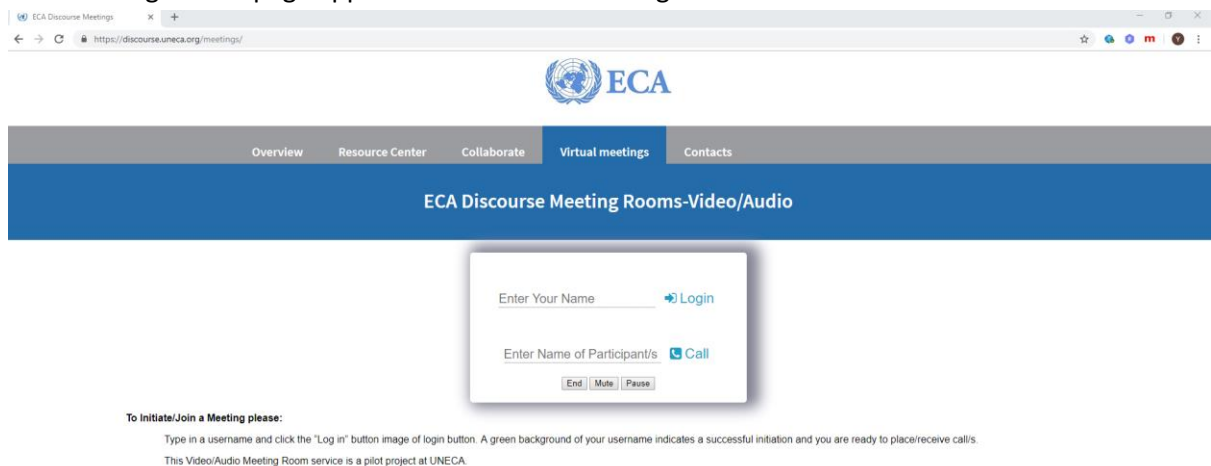 ECA Discourse Meetings
https://discourse.uneca.org/meetings/
ECA
Overview Resource Center Collaborate Virtual meetings Contacts
ECA Discourse Meeting Rooms-Video/Audio
Enter Your Name Login
Enter Name of Participant/s Call
End Mute Pause
To Initiate/Join a Meeting please:
Type in a username and click the "Log in" button image of login button. A green background of your username indicates a successful initiation and you are ready to place/receive call/s.
This Video/Audio Meeting Room service is a pilot project at UNECA.